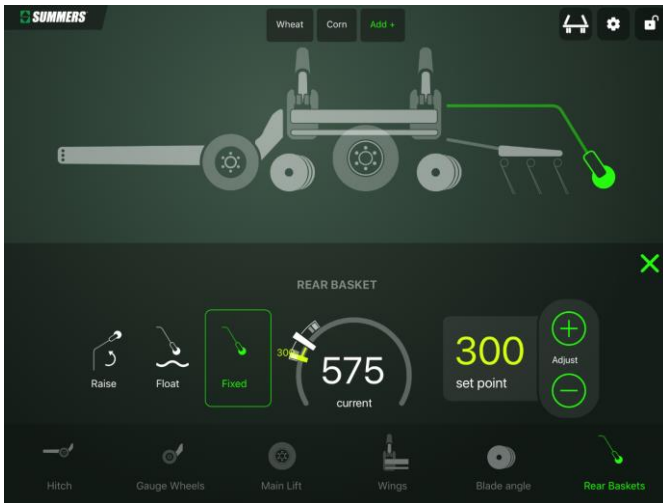 SUMMERS
Wheat Corn Add +
REAR BASKET
Raise
Float
Fixed
300
575
current
300
set point
Adjust
Hitch
Gauge Wheels
Main Lift
Wings
Blade angle
Rear Baskets